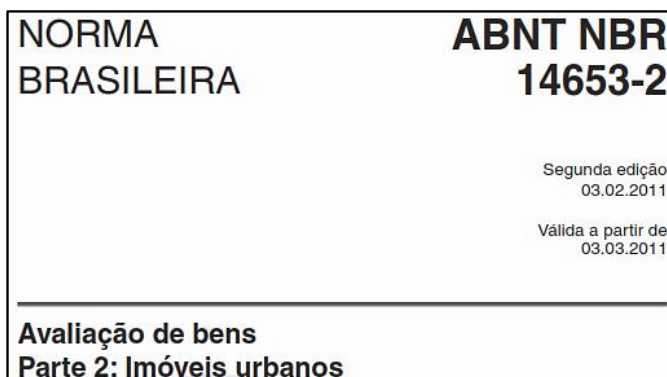 NORMA
BRASILEIRA
ABNT NBR
14653-2
Segunda edição
03.02.2011
Válida a partir de
03.03.2011
Avaliação de bens
Parte 2: Imóveis urbanos